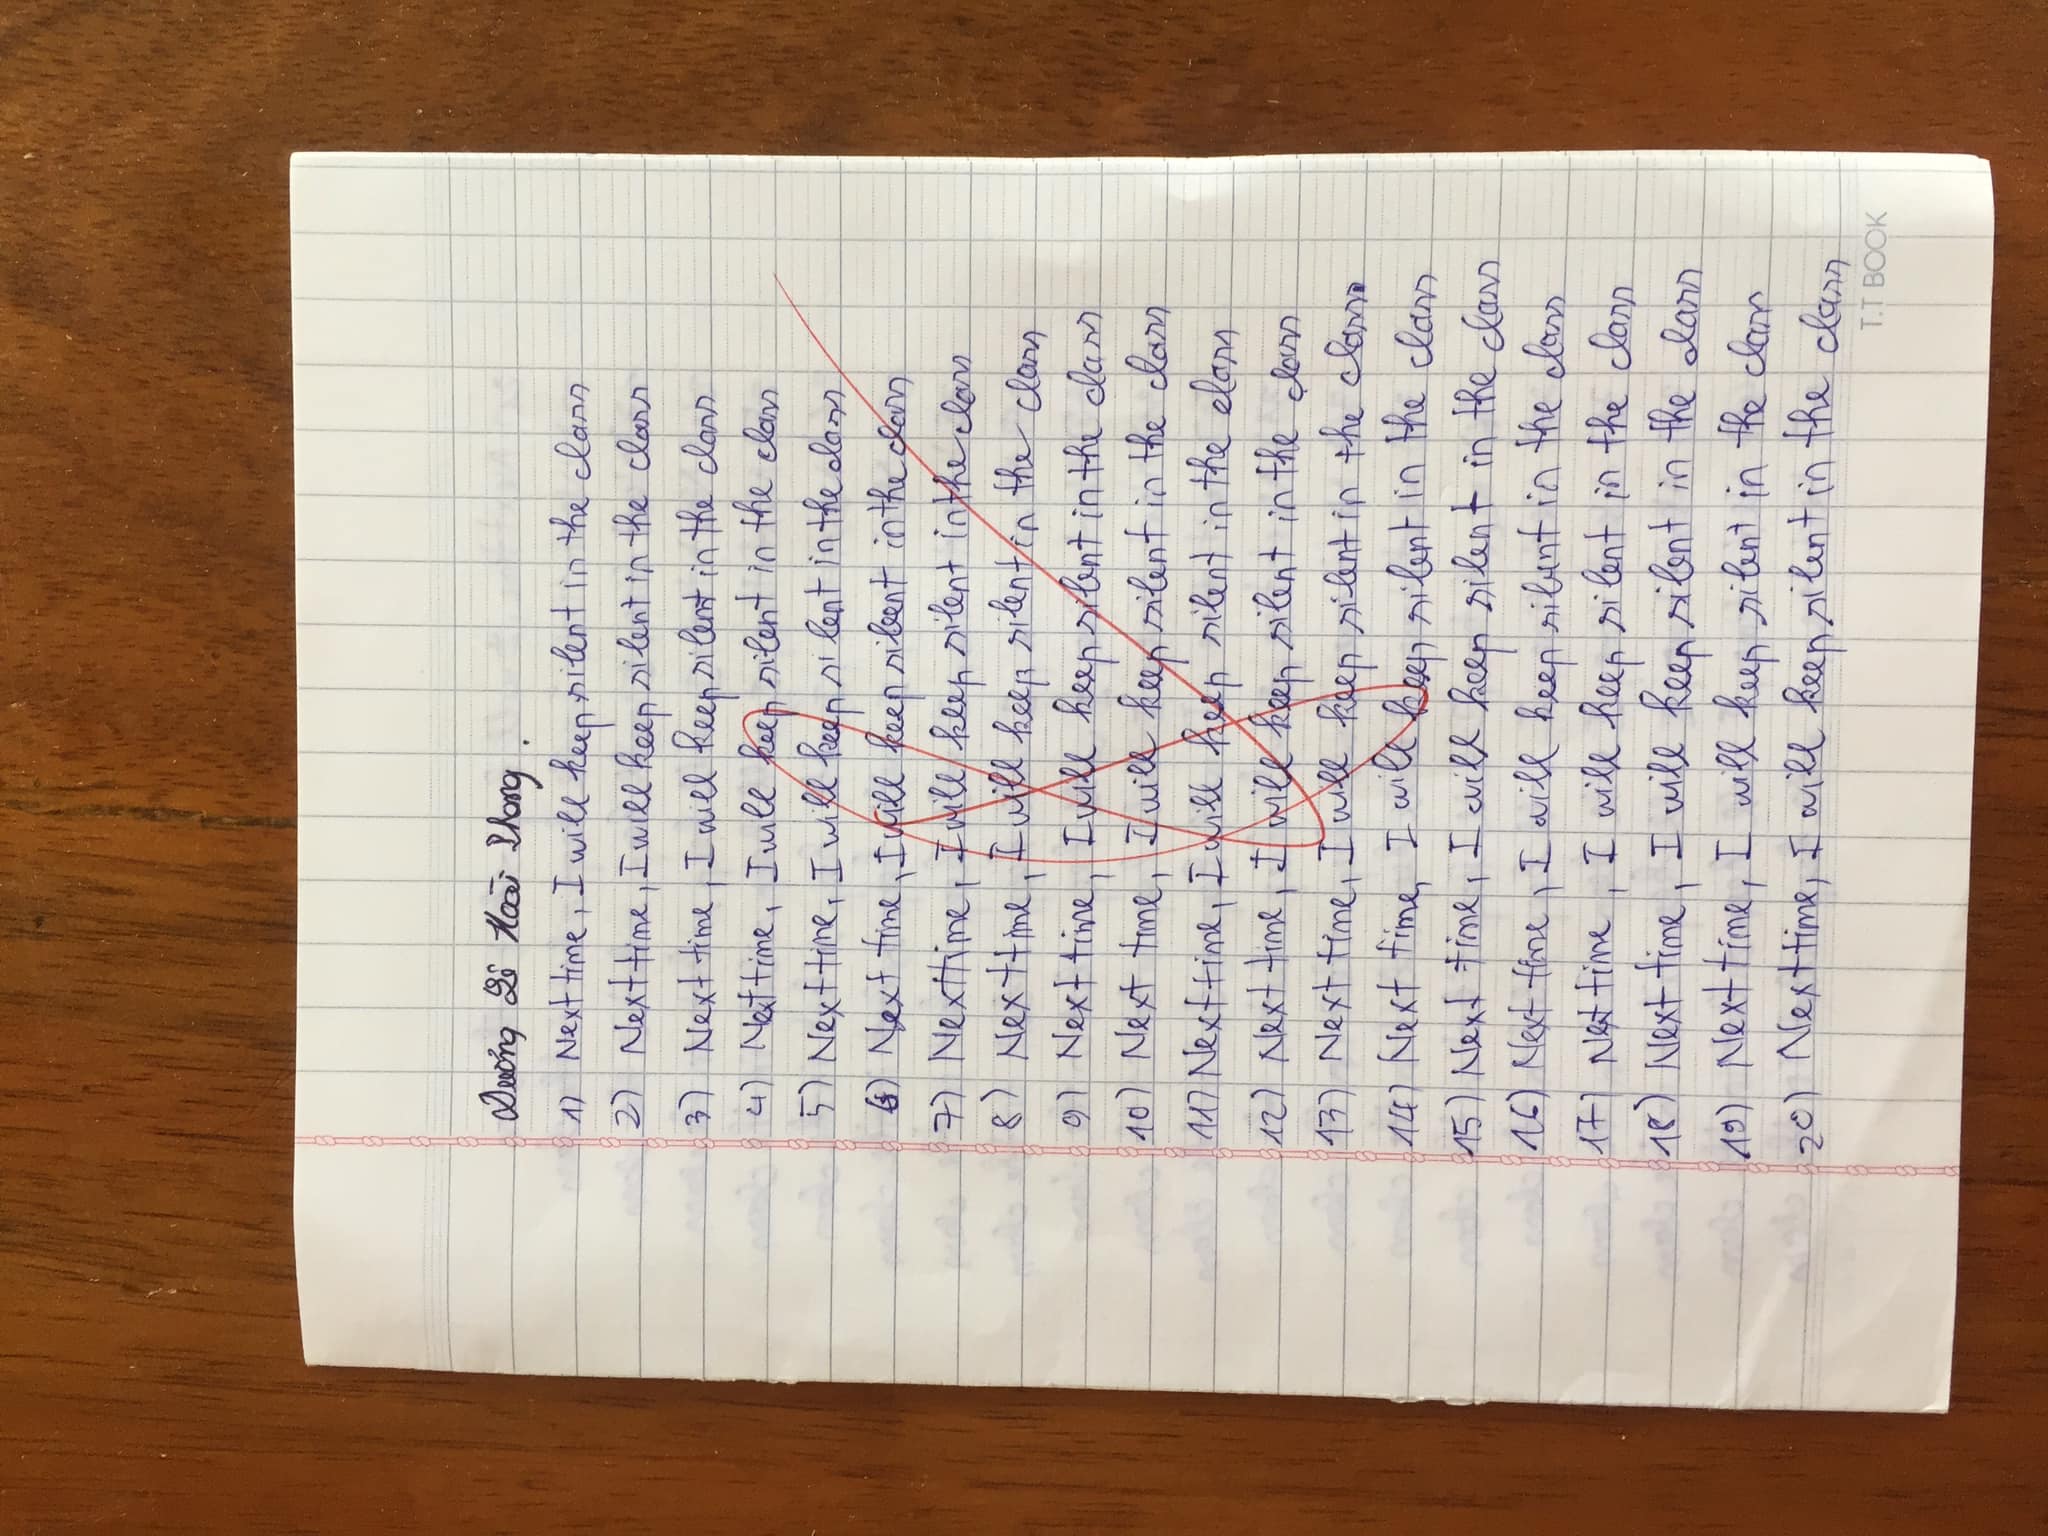 Dương Lê Hoài Phong.
1) Next time, I will keep silent in the class
2) Next time, I will keep silent in the class
3) Next time, I will keep silent in the class
4) Next time, I will keep silent in the class
5) Next time, I will keep silent in the class
6) Next time, I will keep silent in the class
7) Next time, I will keep silent in the class
8) Next time, I will keep silent in the class
9) Next time, I will keep silent in the class
10) Next time, I will keep silent in the class
11) Next time, I will keep silent in the class
12) Next time, I will keep silent in the class
13) Next time, I will keep silent in the class
14) Next time, I will keep silent in the class
15) Next time, I will keep silent in the class
16) Next time, I will keep silent in the class
17) Next time, I will keep silent in the class
18) Next time, I will keep silent in the class
19) Next time, I will keep silent in the class
20) Next time, I will keep silent in the class
T.T BOOK